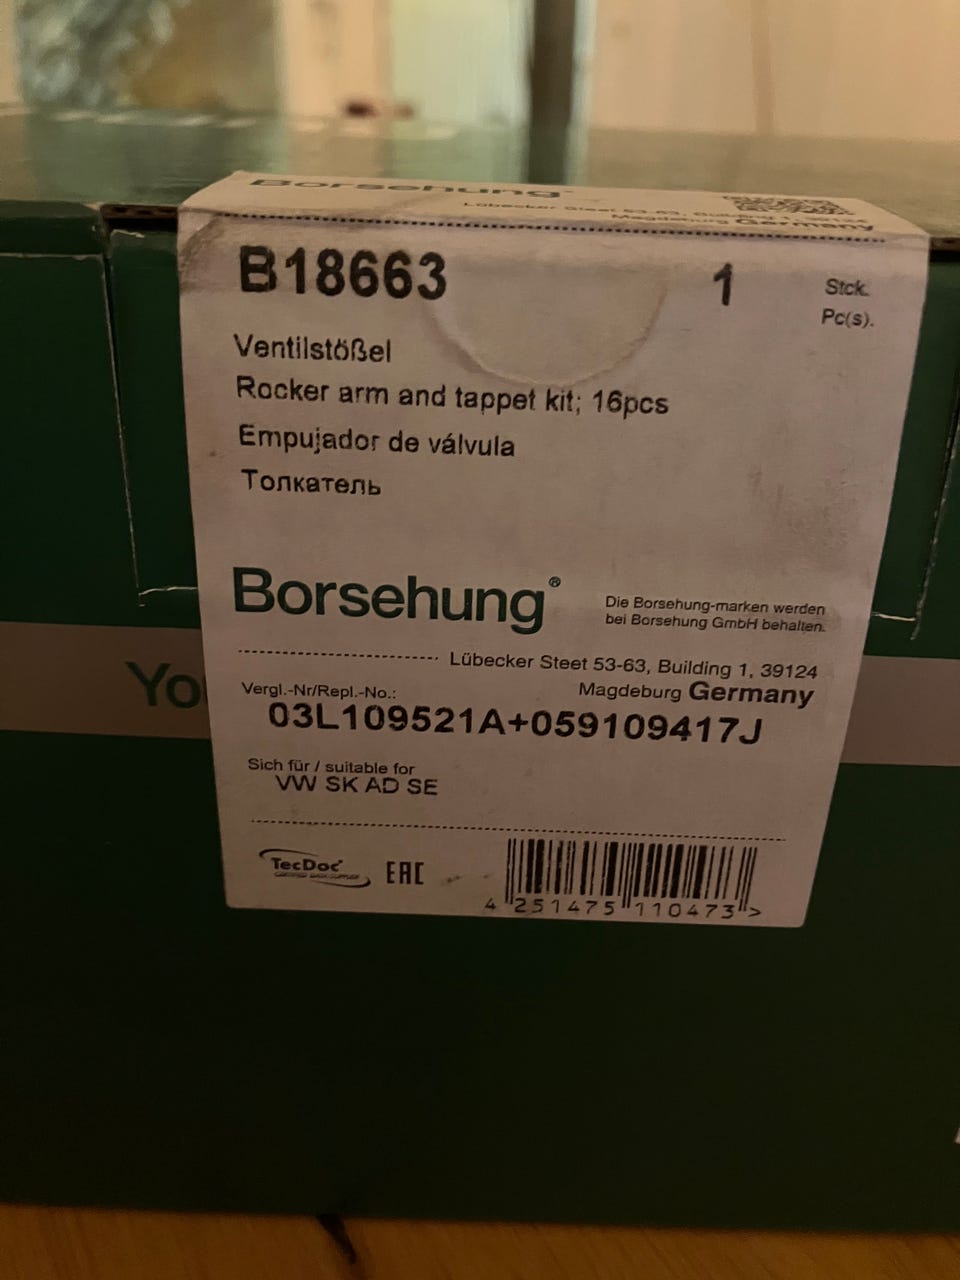 Borsehung
Lübecker Steet 53-63, Building 1, 39124
Magdeburg Germany
B18663
1
Stck.
Pc(s).
Ventilstößel
Rocker arm and tappet kit; 16pcs
Empujador de válvula
Толкатель
Borsehung®
Die Borsehung-marken werden
bei Borsehung GmbH behalten.
Lübecker Steet 53-63, Building 1, 39124
Magdeburg Germany
Yo
Vergl.-Nr/Repl.-No.:
03L109521A+059109417J
Sich für / suitable for
VW SK AD SE
TecDoc
EAC
4 251475 110473 >